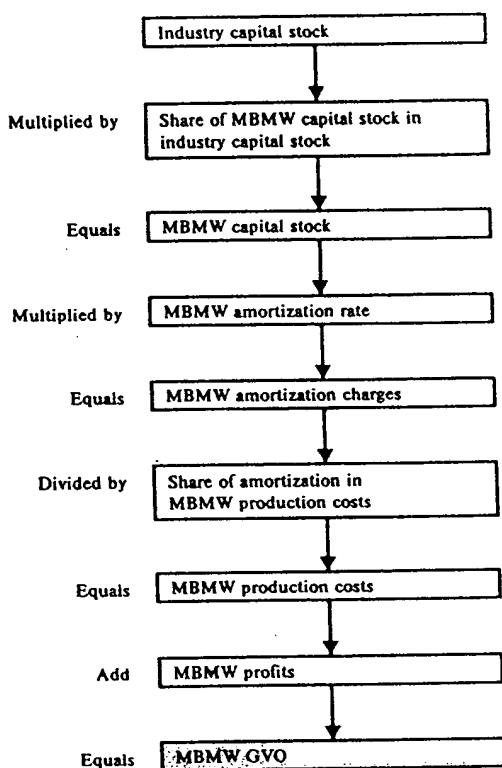 Industry capital stock
Multiplied by
Share of MBMW capital stock in
industry capital stock
Equals
MBMW capital stock
Multiplied by
MBMW amortization rate
Equals
MBMW amortization charges
Divided by
Share of amortization in
MBMW production costs
Equals
MBMW production costs
Add
MBMW profits
Equals
MBMW GVO